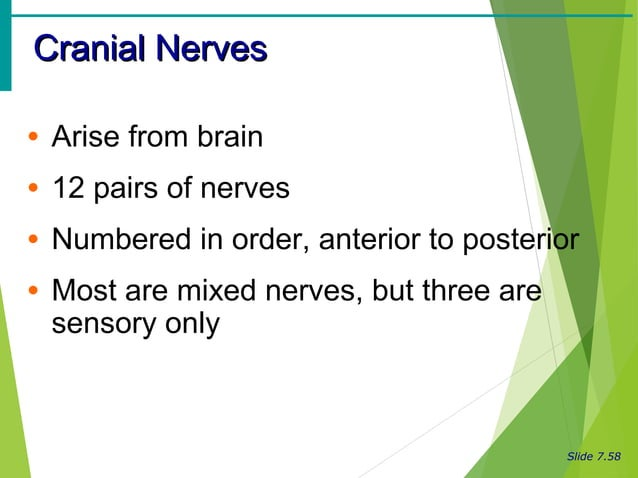 Cranial Nerves
• Arise from brain
• 12 pairs of nerves
• Numbered in order, anterior to posterior
• Most are mixed nerves, but three are
sensory only
Slide 7.58